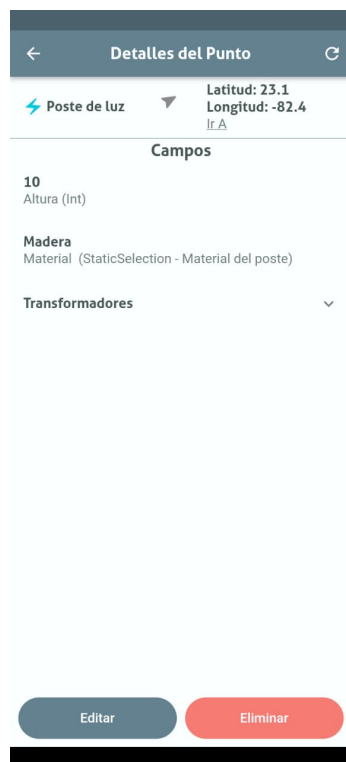 Detalles del Punto
Poste de luz
Latitud: 23.1
Longitud: -82.4
Ir A
Campos
10
Altura (Int)
Madera
Material (StaticSelection - Material del poste)
Transformadores
Editar
Eliminar